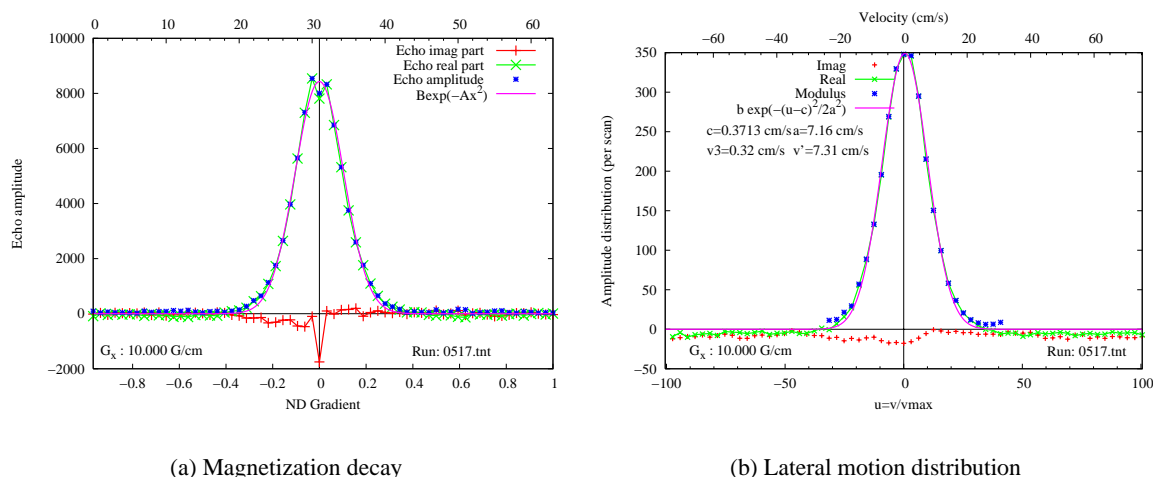 0 10 20 30 40 50 60
10000
8000
6000
4000
2000
0
−2000
Echo amplitude
Echo imag part
Echo real part
Echo amplitude
Bexp(−Ax²)
Gx : 10.000 G/cm
Run: 0517.tnt
−0.8 −0.6 −0.4 −0.2 0 0.2 0.4 0.6 0.8 1
ND Gradient
(a) Magnetization decay
Velocity (cm/s)
−60 −40 −20 0 20 40 60
350
300
250
200
150
100
50
0
−50
Amplitude distribution (per scan)
Imag
Real
Modulus
b exp(−(u−c)²/2a²)
c=0.3713 cm/s a=7.16 cm/s
v3=0.32 cm/s v'=7.31 cm/s
Gx : 10.000 G/cm
Run: 0517.tnt
−100 −50 0 50 100
u=v/vmax
(b) Lateral motion distribution